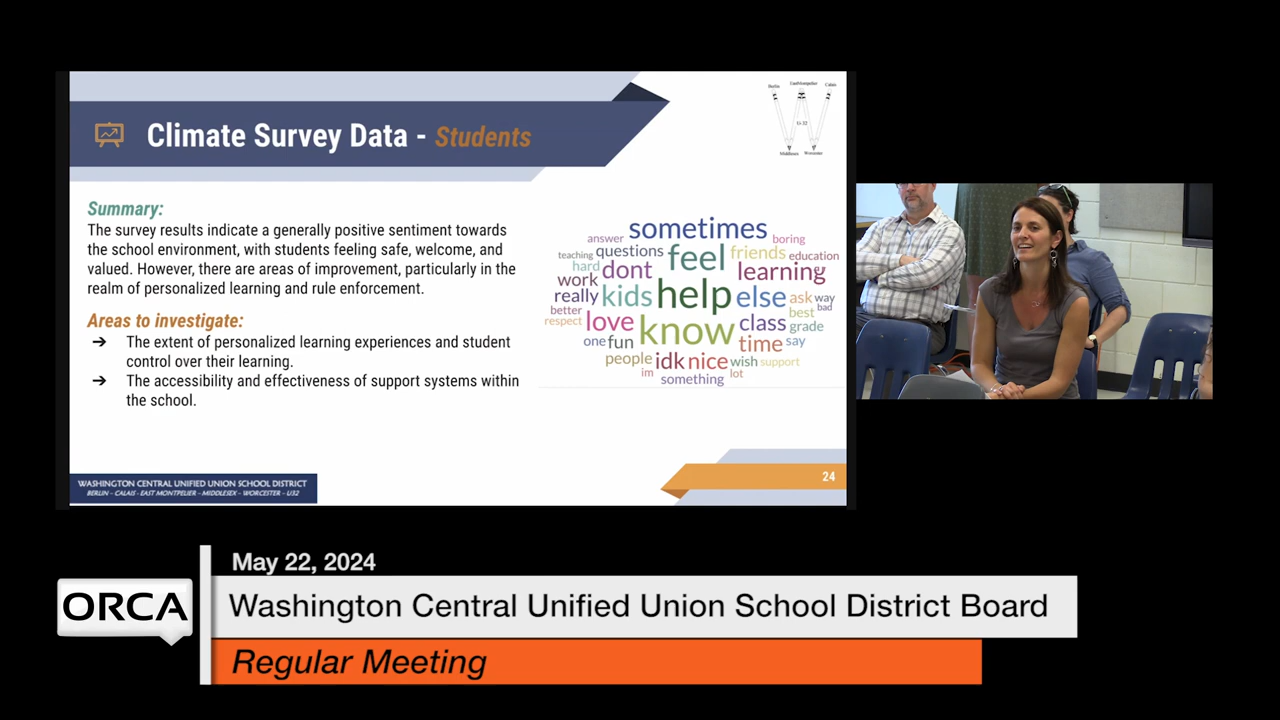 Berlin
East Montpelier
Calais
U-32
Middlesex
Worcester
Climate Survey Data - Students
Summary:
The survey results indicate a generally positive sentiment towards
the school environment, with students feeling safe, welcome, and
valued. However, there are areas of improvement, particularly in the
realm of personalized learning and rule enforcement.
Areas to investigate:
➔ The extent of personalized learning experiences and student
control over their learning.
➔ The accessibility and effectiveness of support systems within
the school.
sometimes
answer
boring
questions
feel
friends
teaching
education
hard
dont
learning
work
really
kids
help
else
ask
way
better
bad
respect
love
know
class
best
grade
one
fun
time
say
people
idk
nice
wish
support
im
something
lot
24
WASHINGTON CENTRAL UNIFIED UNION SCHOOL DISTRICT
BERLIN - CALAIS - EAST MONTPELIER - MIDDLESEX - WORCESTER - U32
May 22, 2024
ORCA
Washington Central Unified Union School District Board
Regular Meeting